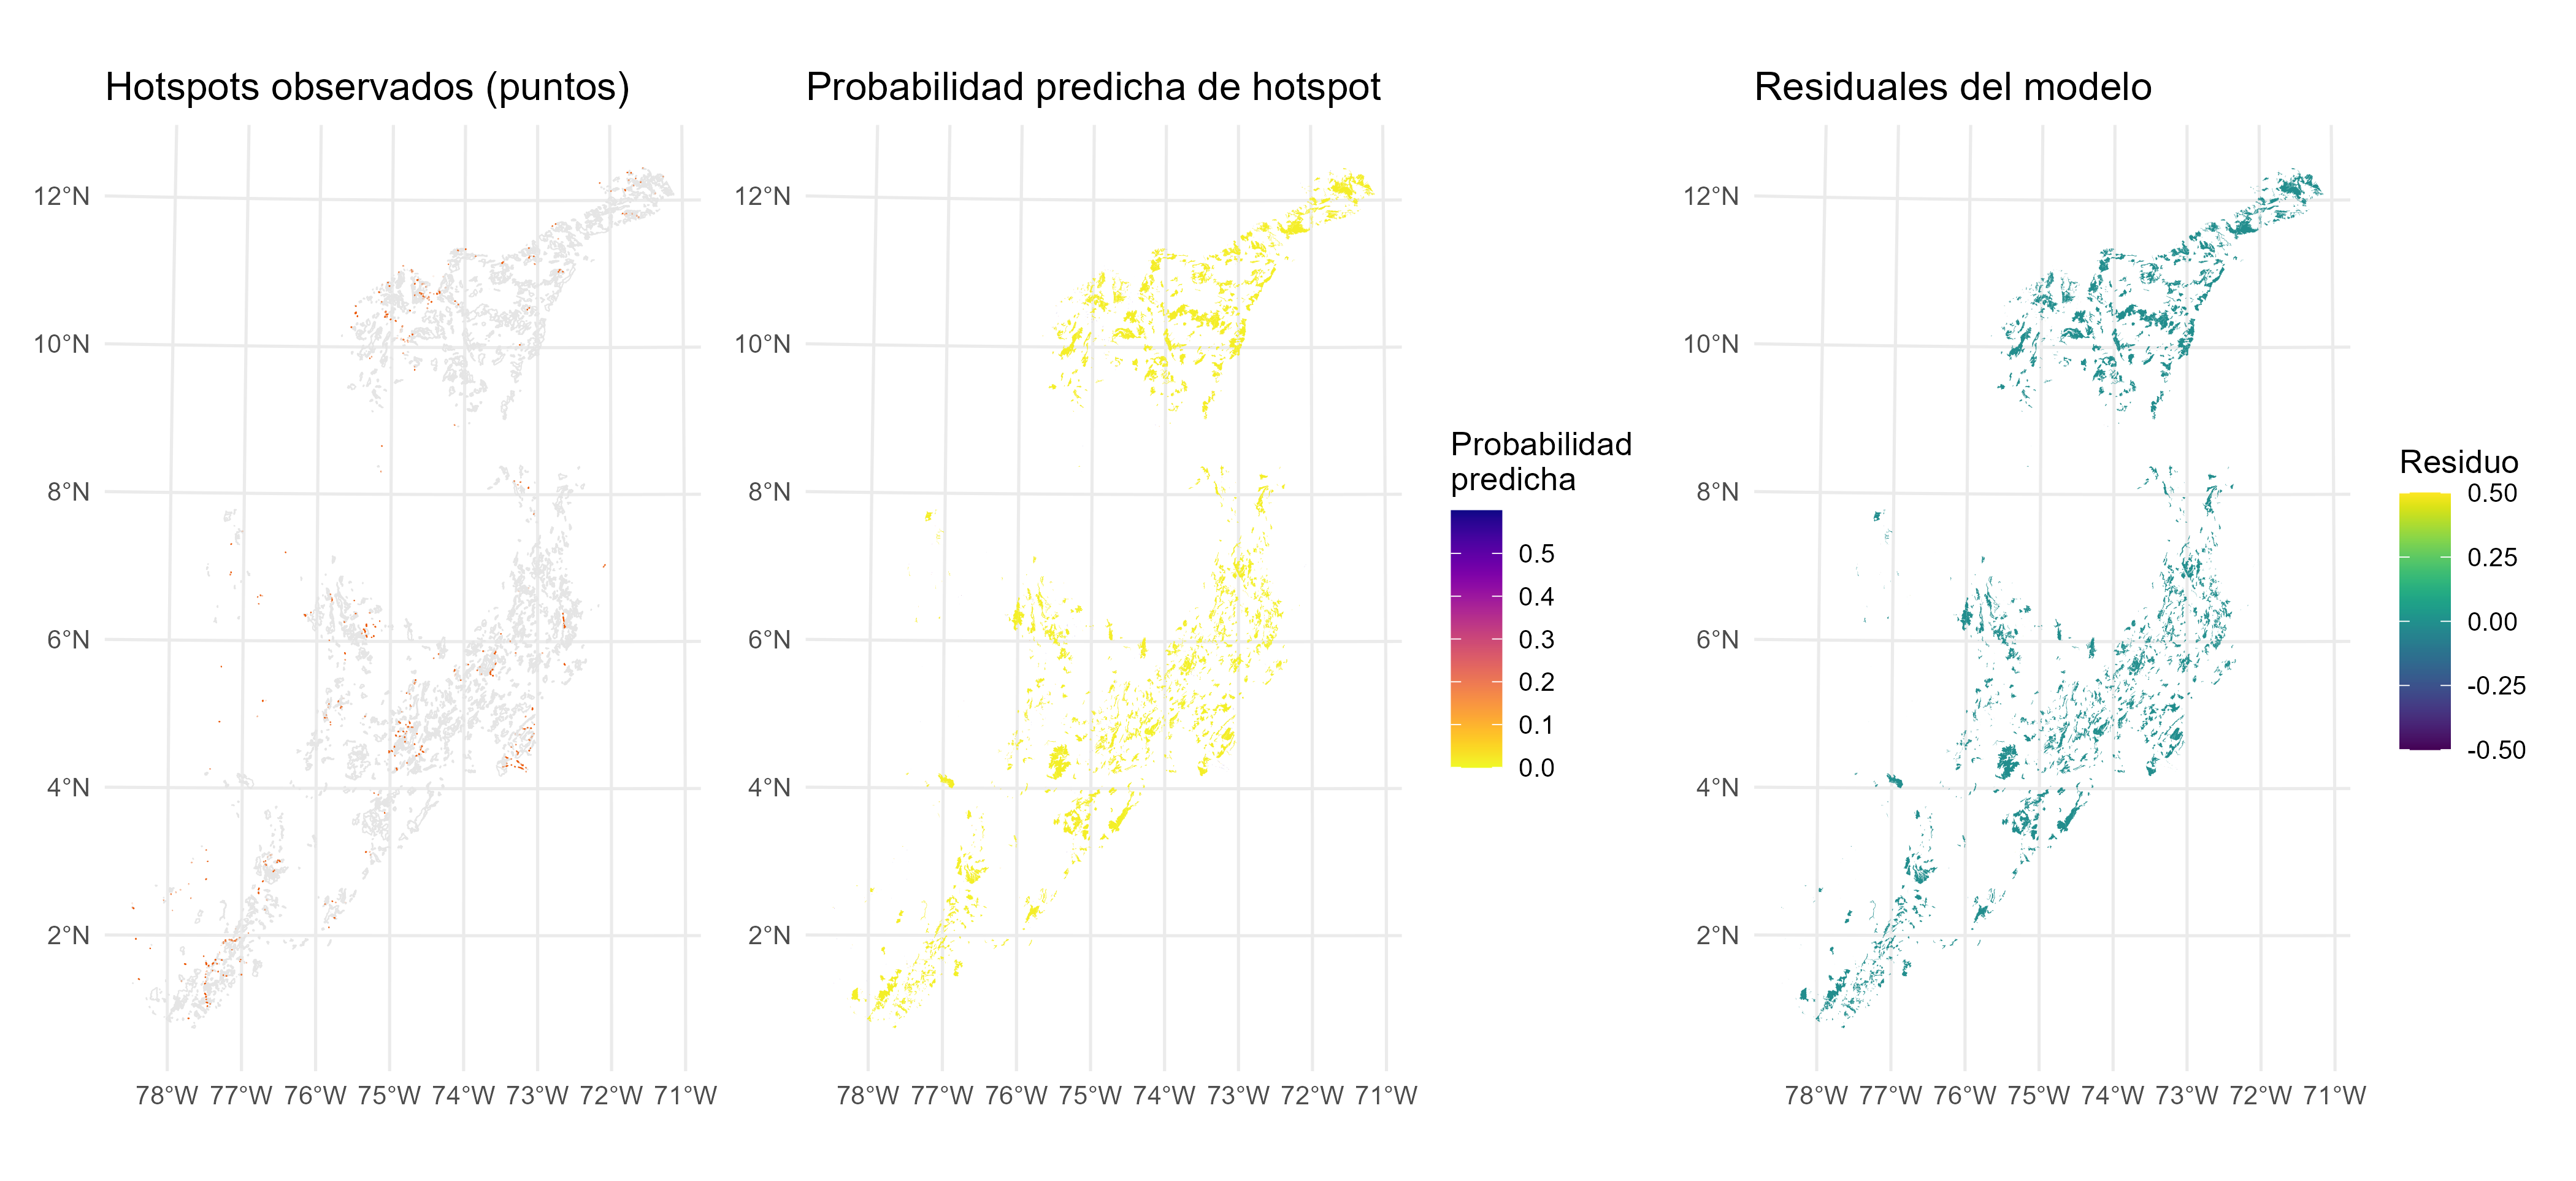 Hotspots observados (puntos)
12°N
10°N
8°N
6°N
4°N
2°N
78°W 77°W 76°W 75°W 74°W 73°W 72°W 71°W
Probabilidad predicha de hotspot
12°N
10°N
8°N
6°N
4°N
2°N
78°W 77°W 76°W 75°W 74°W 73°W 72°W 71°W
Probabilidad
predicha
0.5
0.4
0.3
0.2
0.1
0.0
Residuales del modelo
12°N
10°N
8°N
6°N
4°N
2°N
78°W 77°W 76°W 75°W 74°W 73°W 72°W 71°W
Residuo
0.50
0.25
0.00
-0.25
-0.50